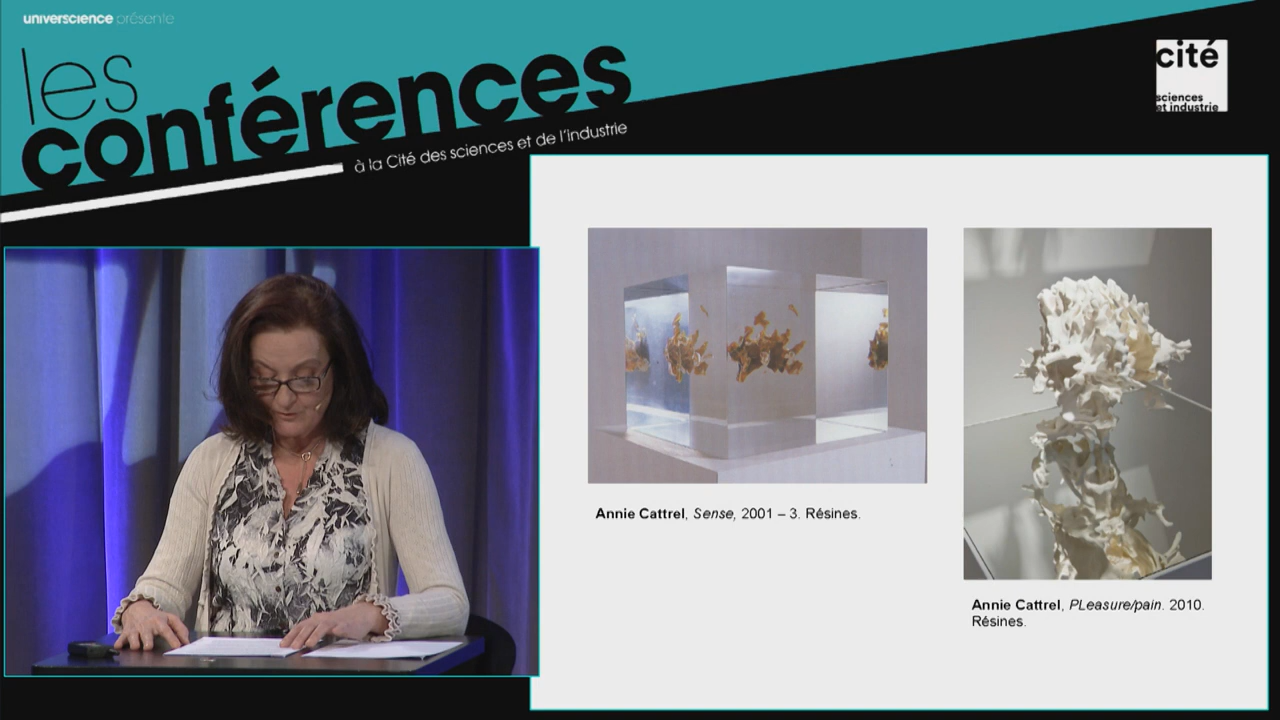 universcience présente
les
conférences
à la Cité des sciences et de l'industrie
cité
sciences
et industrie
Annie Cattrel, Sense, 2001 – 3. Résines.
Annie Cattrel, PLeasure/pain. 2010.
Résines.